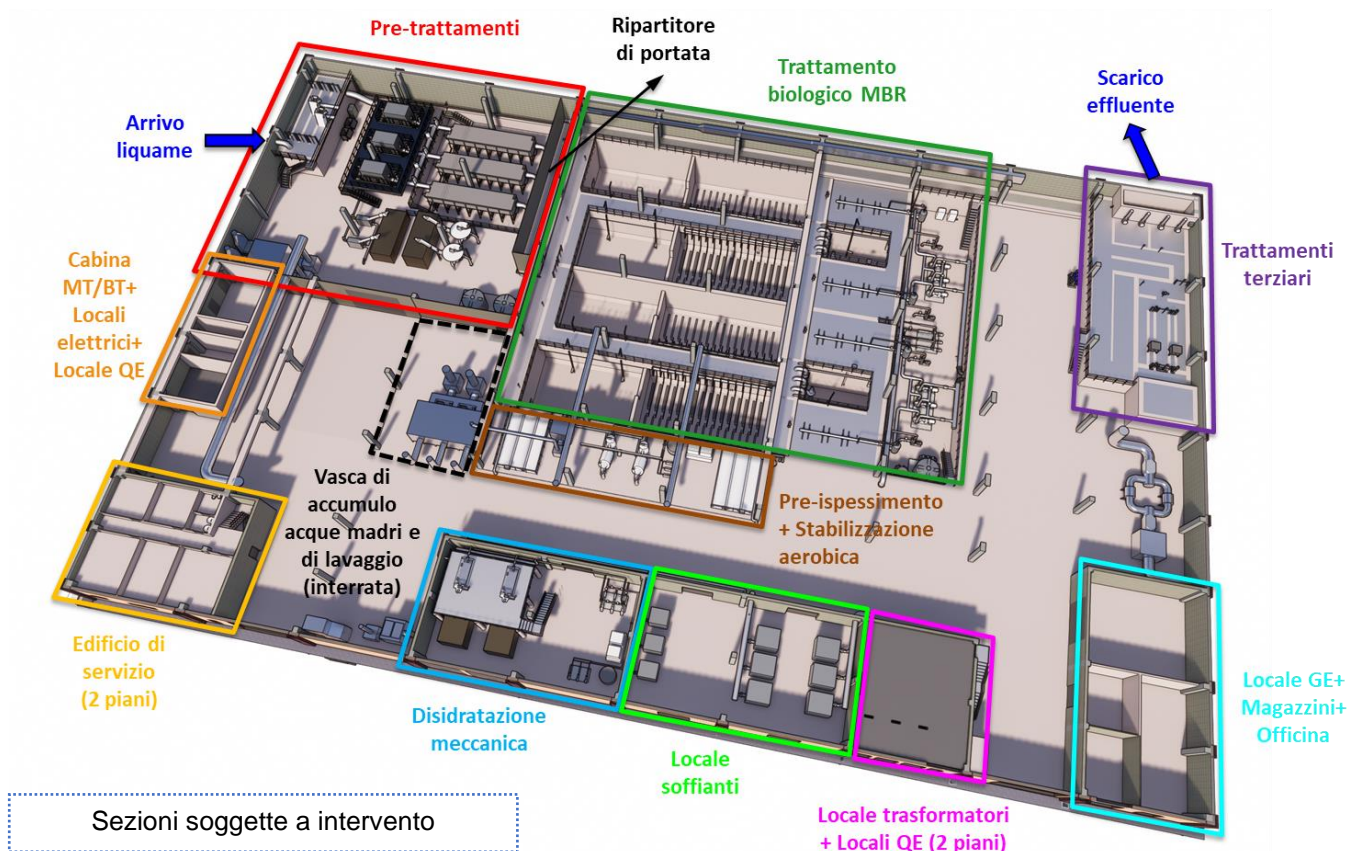 Pre-trattamenti
Ripartitore
di portata
Trattamento
biologico MBR
Scarico
effluente
Arrivo
liquame
Trattamenti
terziari
Cabina
MT/BT+
Locali
elettrici+
Locale QE
Vasca di
accumulo
acque madri e
di lavaggio
(interrata)
Pre-ispessimento
+ Stabilizzazione
aerobica
Edificio di
servizio
(2 piani)
Disidratazione
meccanica
Locale
soffianti
Locale GE+
Magazzini+
Officina
Locale trasformatori
+ Locali QE (2 piani)
Sezioni soggette a intervento